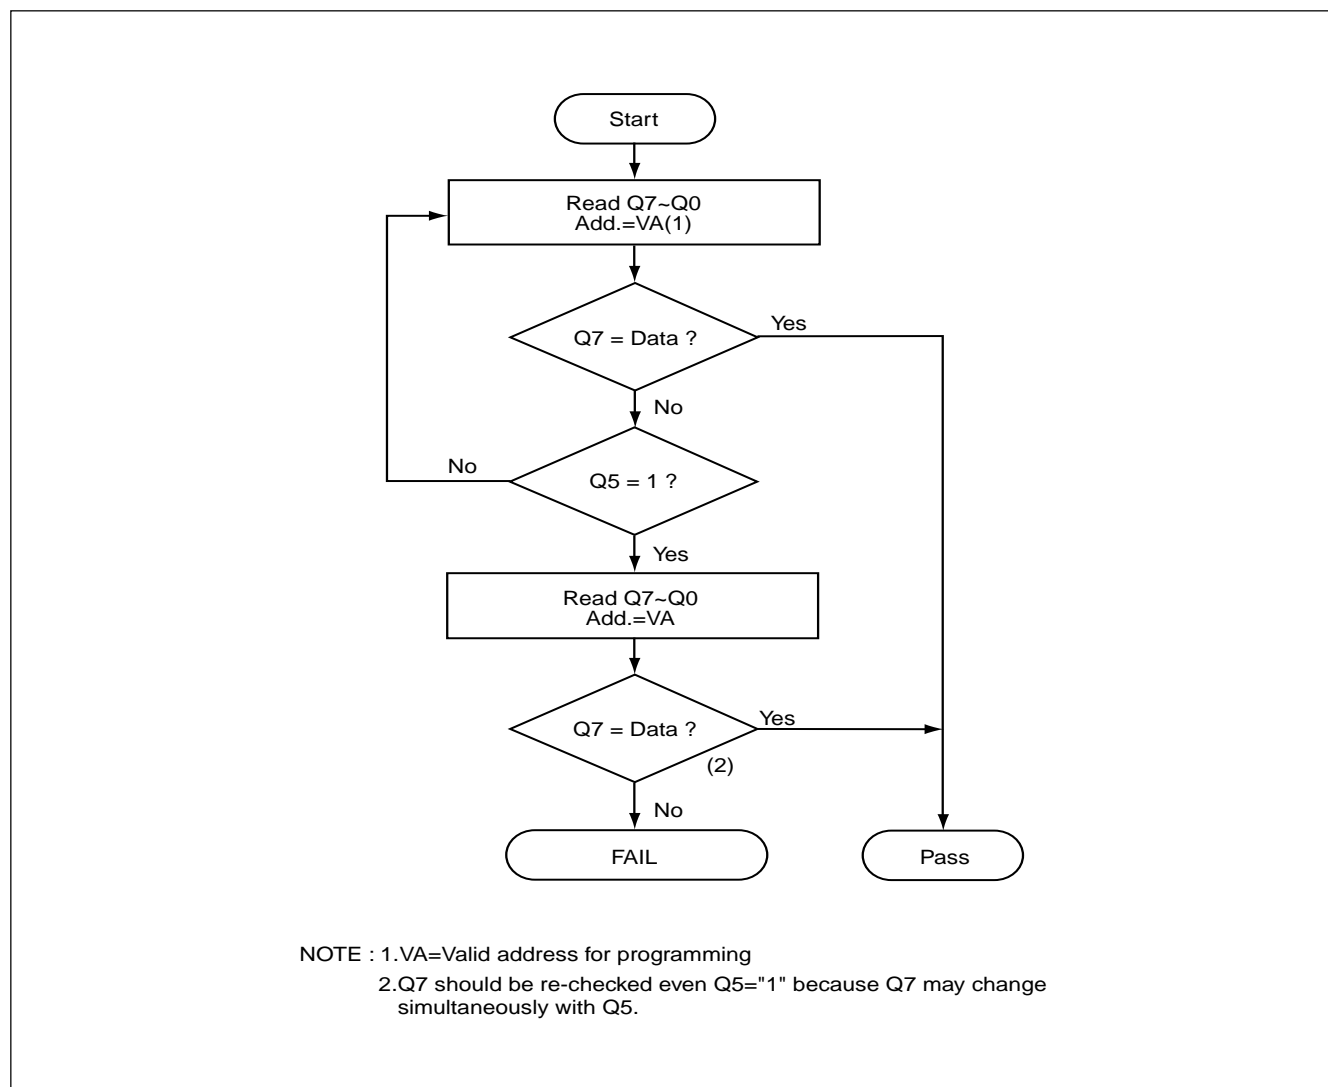 Start
Read Q7~Q0
Add.=VA(1)
Q7 = Data ?
Yes
No
No
Q5 = 1 ?
Yes
Read Q7~Q0
Add.=VA
Q7 = Data ?
Yes
(2)
No
FAIL
Pass
NOTE : 1.VA=Valid address for programming
2.Q7 should be re-checked even Q5="1" because Q7 may change
simultaneously with Q5.